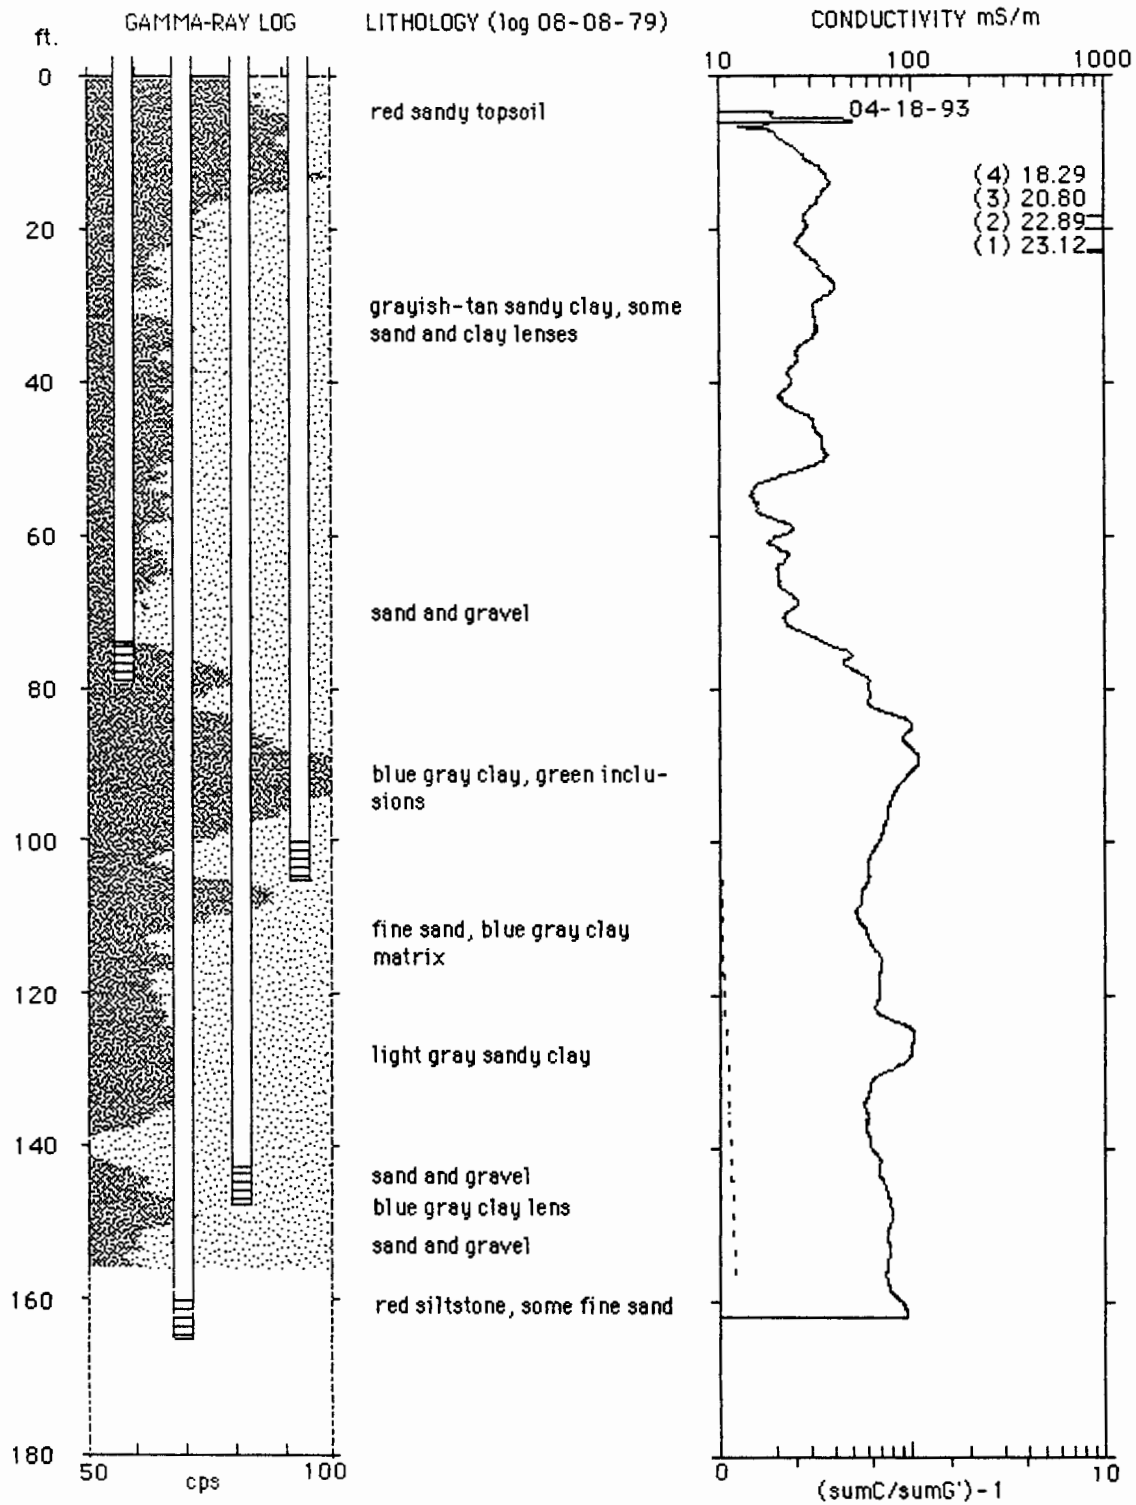 GAMMA-RAY LOG
LITHOLOGY (log 08-08-79)
CONDUCTIVITY mS/m
ft.
10 100 1000
0
04-18-93
red sandy topsoil
(4) 18.29
(3) 20.80
20
(2) 22.89
(1) 23.12
grayish-tan sandy clay, some
sand and clay lenses
40
60
sand and gravel
80
blue gray clay, green inclu-
sions
100
fine sand, blue gray clay
matrix
120
light gray sandy clay
140
sand and gravel
blue gray clay lens
sand and gravel
160
red siltstone, some fine sand
180
50 cps 100
0 10
(sumC/sumG')-1